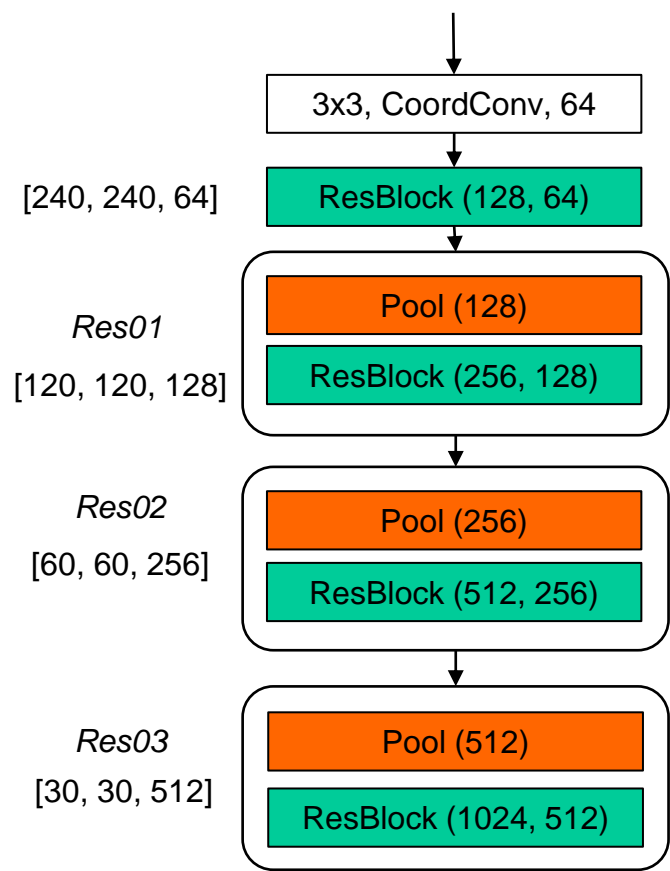 3x3, CoordConv, 64
[240, 240, 64]
ResBlock (128, 64)
Res01
[120, 120, 128]
Pool (128)
ResBlock (256, 128)
Res02
[60, 60, 256]
Pool (256)
ResBlock (512, 256)
Res03
[30, 30, 512]
Pool (512)
ResBlock (1024, 512)